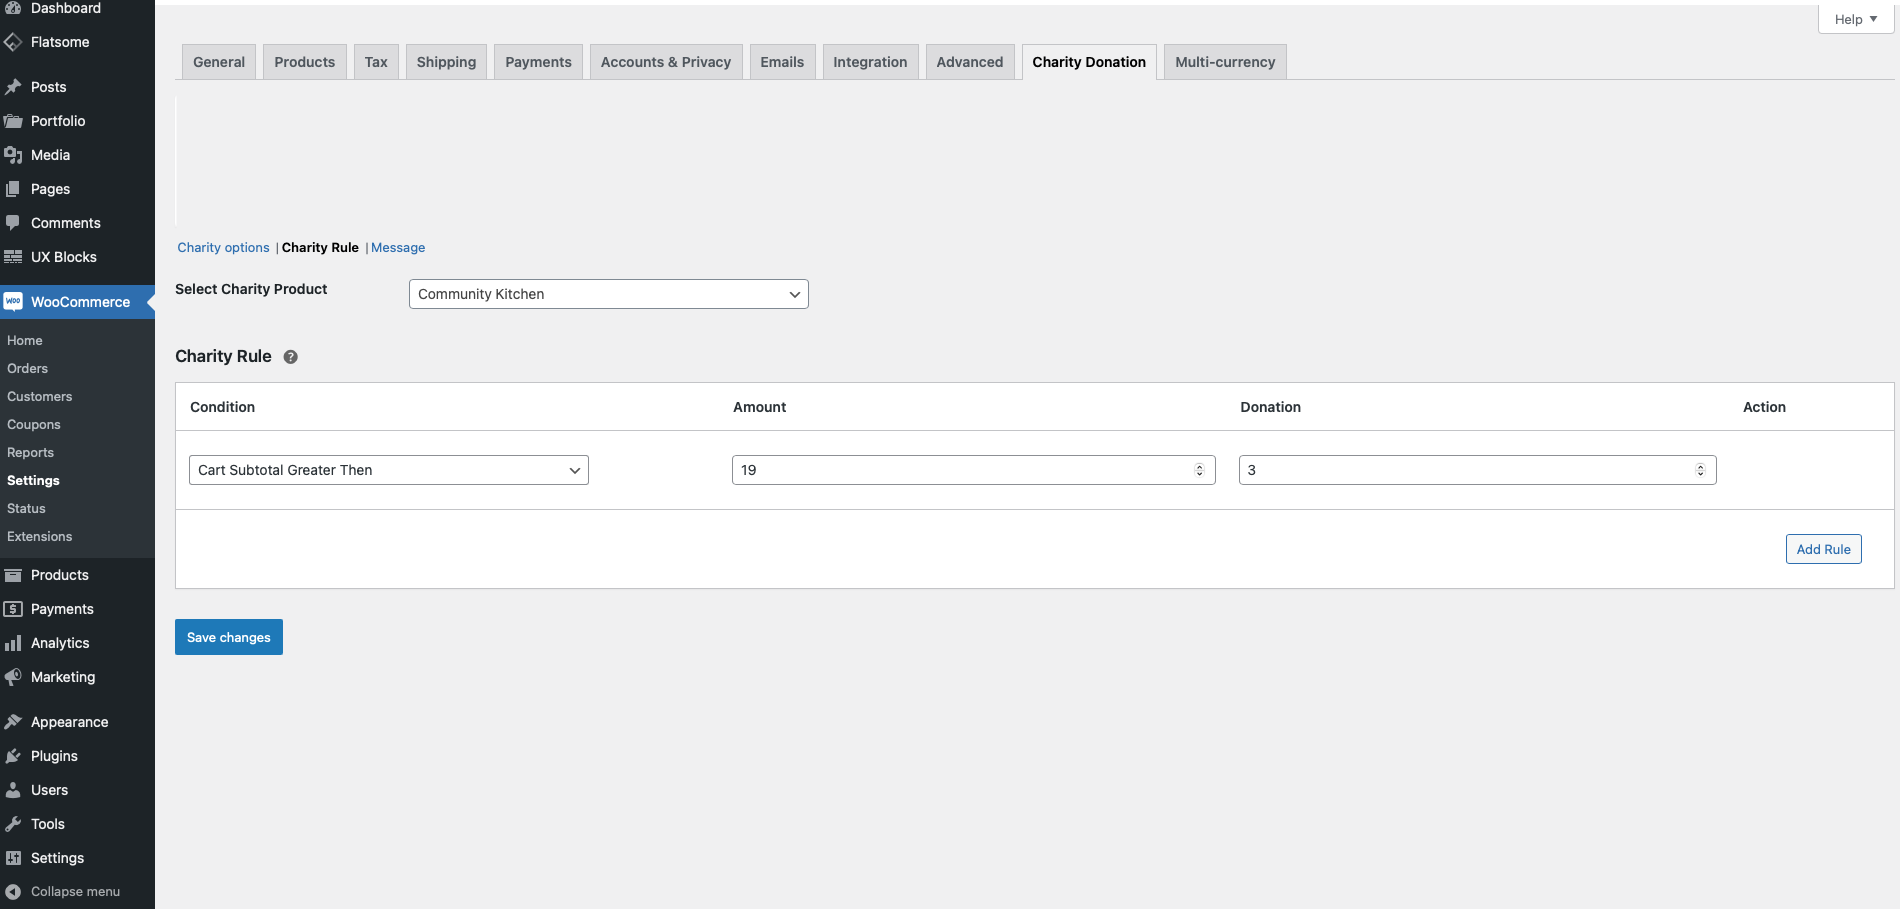 Dashboard
Flatsome
Posts
Portfolio
Media
Pages
Comments
UX Blocks
WOO WooCommerce
Home
Orders
Customers
Coupons
Reports
Settings
Status
Extensions
Products
Payments
Analytics
Marketing
Appearance
Plugins
Users
Tools
Settings
Collapse menu
Help
General Products Tax Shipping Payments Accounts & Privacy Emails Integration Advanced Charity Donation Multi-currency
Charity options | Charity Rule | Message
Select Charity Product Community Kitchen
Charity Rule ?
Condition Amount Donation Action
Cart Subtotal Greater Then 19 3
Add Rule
Save changes